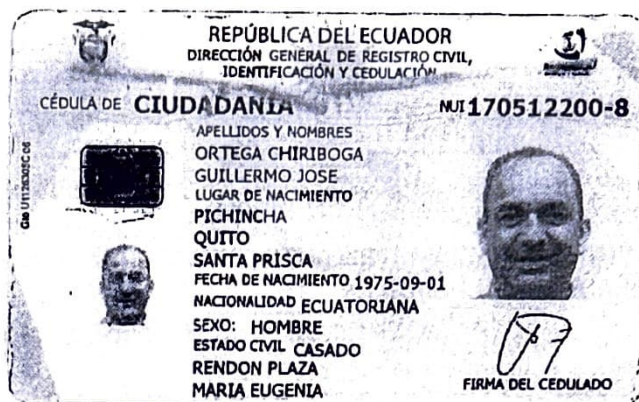 REPÚBLICA DEL ECUADOR
DIRECCIÓN GENERAL DE REGISTRO CIVIL,
IDENTIFICACIÓN Y CEDULACIÓN
CÉDULA DE CIUDADANÍA
NUI 170512200-8
APELLIDOS Y NOMBRES
ORTEGA CHIRIBOGA
GUILLERMO JOSE
LUGAR DE NACIMIENTO
PICHINCHA
QUITO
SANTA PRISCA
FECHA DE NACIMIENTO 1975-09-01
NACIONALIDAD ECUATORIANA
SEXO: HOMBRE
ESTADO CIVIL CASADO
RENDON PLAZA
MARIA EUGENIA
FIRMA DEL CEDULADO